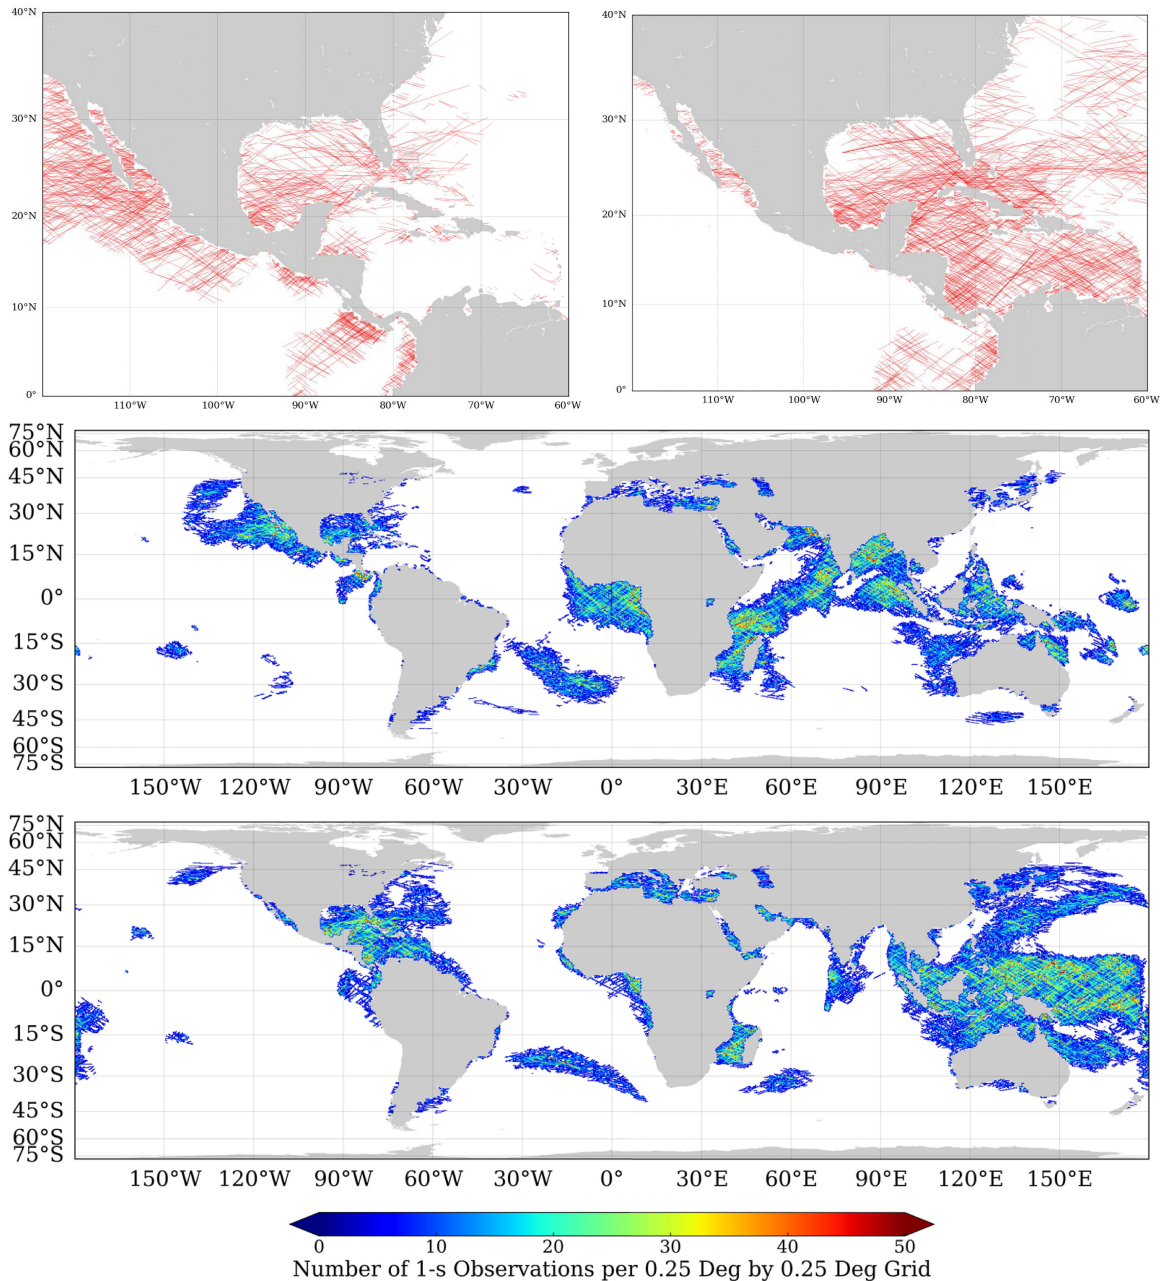 40°N
30°N
20°N
10°N
0°
110°W 100°W 90°W 80°W 70°W 60°W
40°N
30°N
20°N
10°N
0°
110°W 100°W 90°W 80°W 70°W 60°W
75°N
60°N
45°N
30°N
15°N
0°
15°S
30°S
45°S
60°S
75°S
150°W 120°W 90°W 60°W 30°W 0° 30°E 60°E 90°E 120°E 150°E
75°N
60°N
45°N
30°N
15°N
0°
15°S
30°S
45°S
60°S
75°S
150°W 120°W 90°W 60°W 30°W 0° 30°E 60°E 90°E 120°E 150°E
0 10 20 30 40 50
Number of 1-s Observations per 0.25 Deg by 0.25 Deg Grid